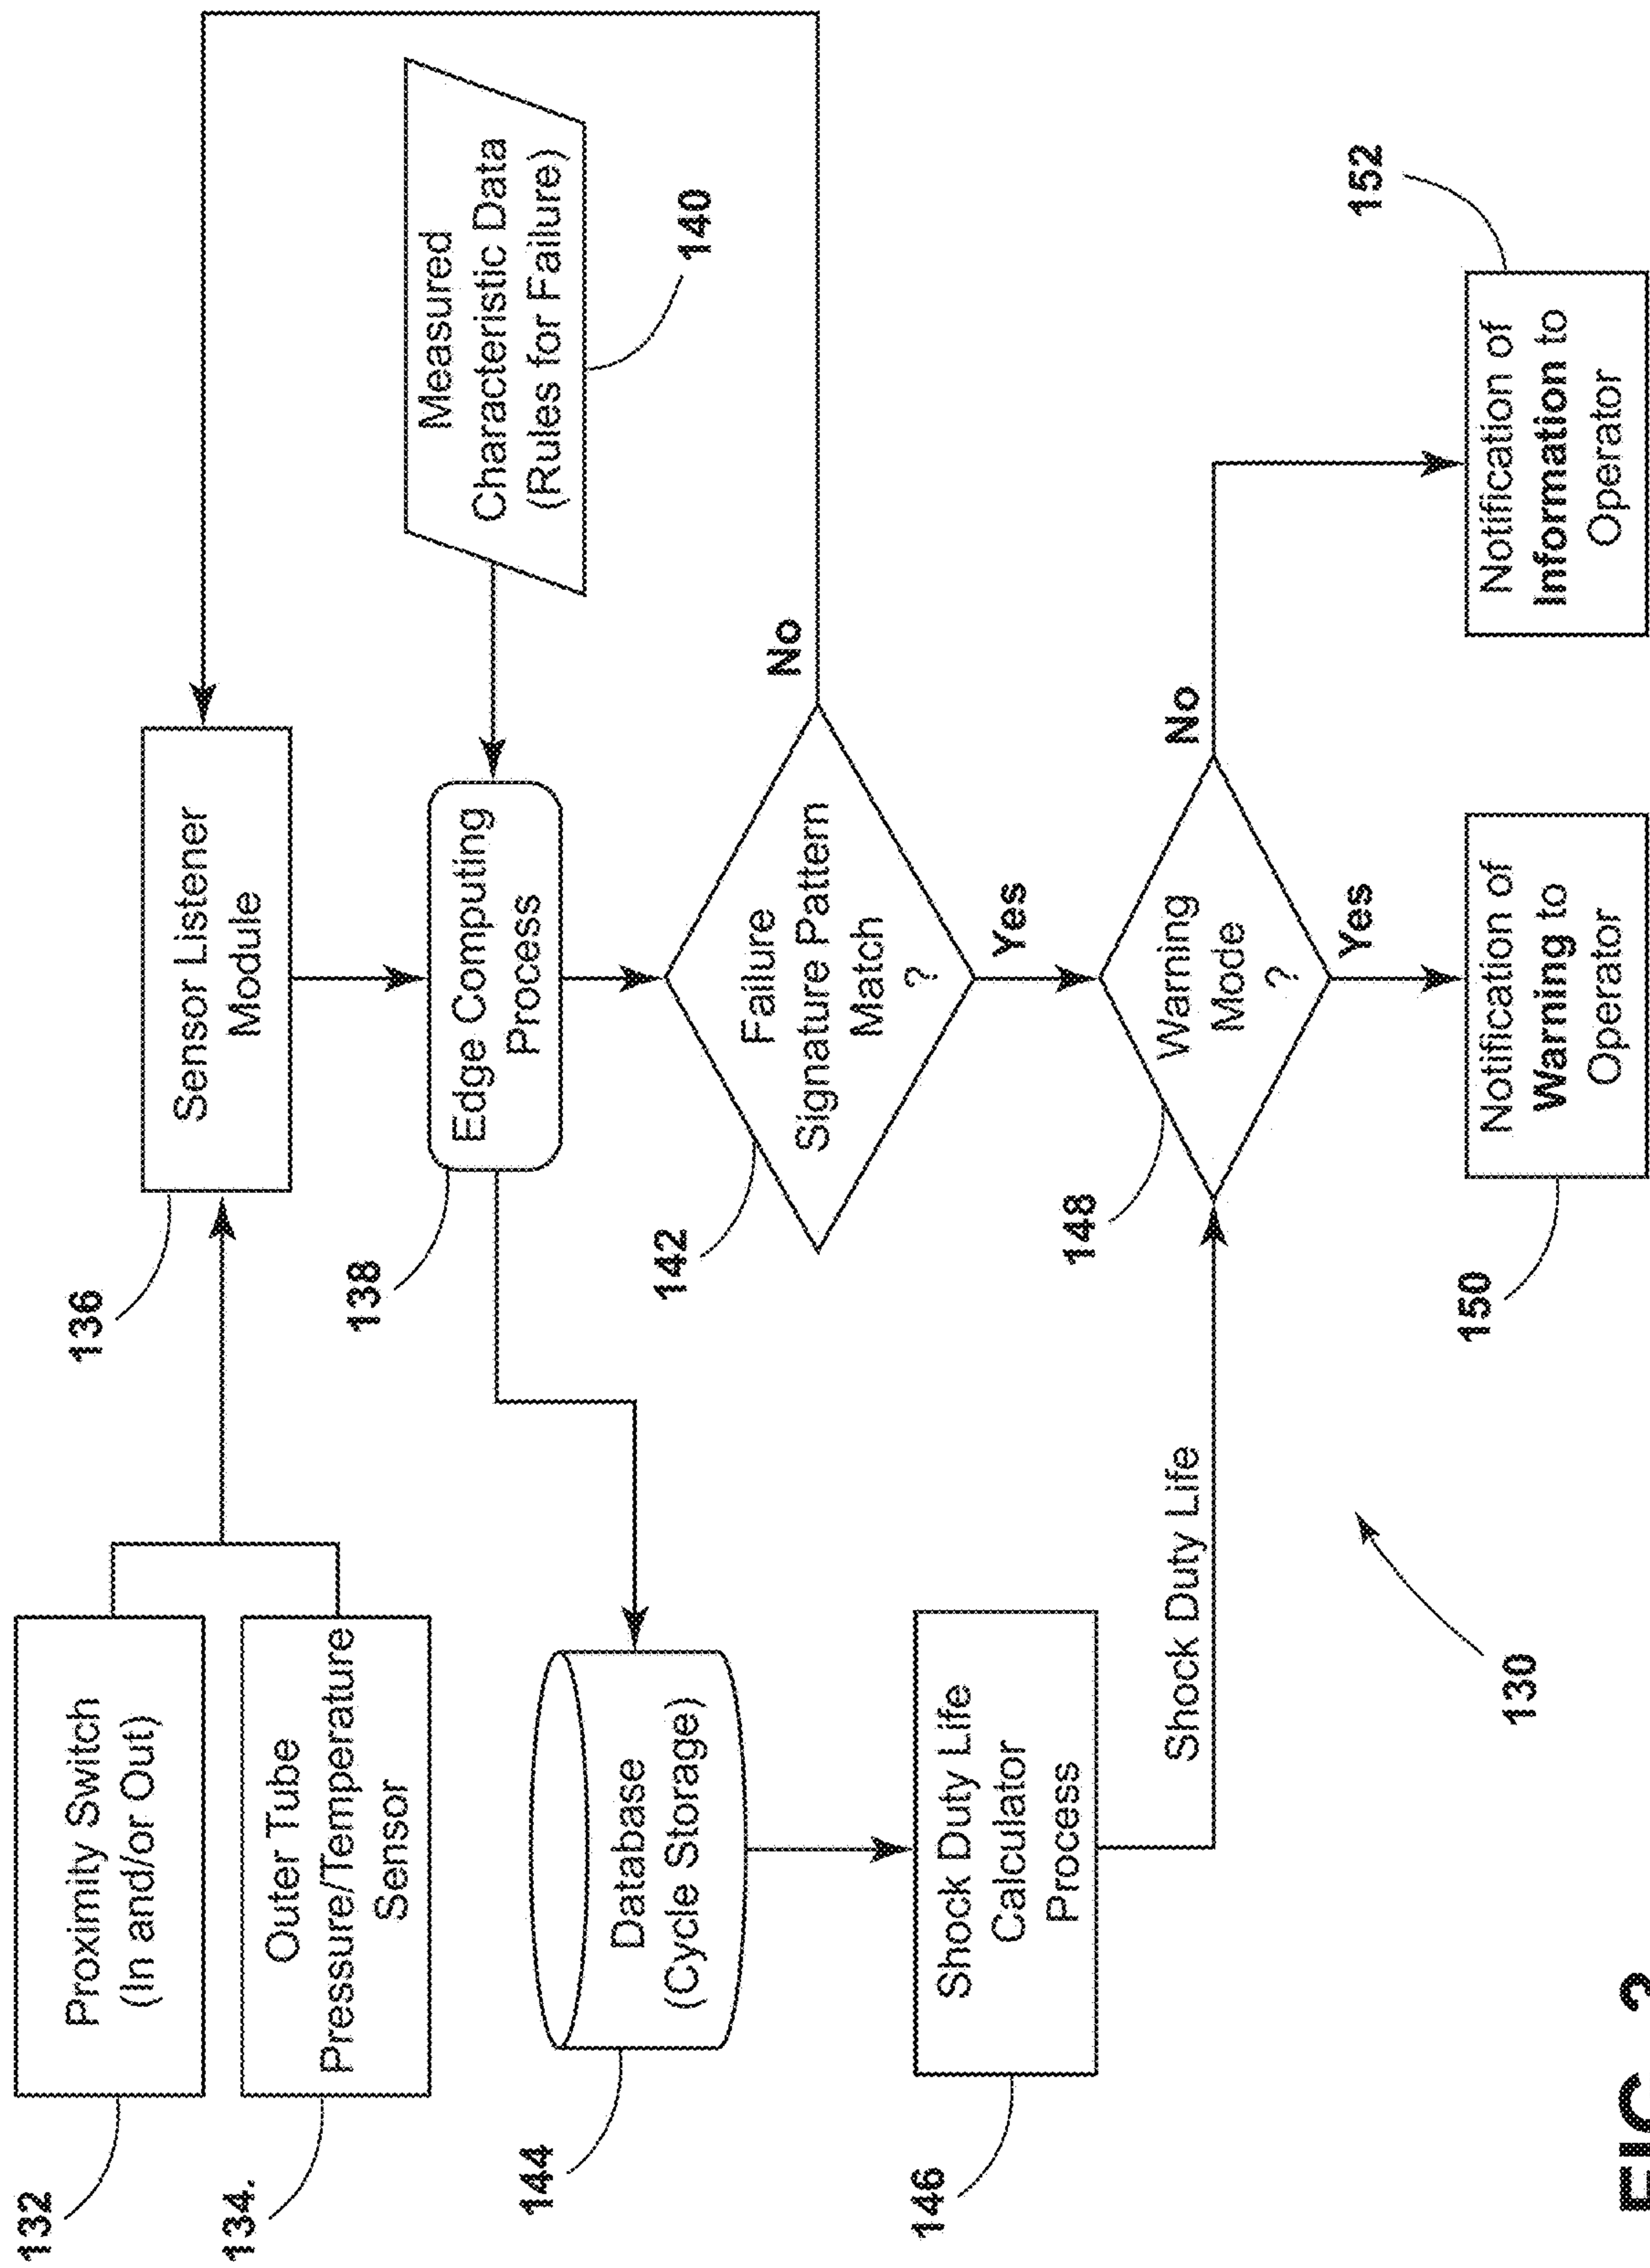 132
Proximity Switch
(In and/or Out)
134.
Outer Tube
Pressure/Temperature
Sensor
136
Sensor Listener
Module
138
Edge Computing
Process
Measured
Characteristic Data
(Rules for Failure)
140
144
Database
(Cycle Storage)
142
Failure
Signature Pattern
Match
?
No
Yes
146
Shock Duty Life
Calculator
Process
Shock Duty Life
148
Warning
Mode
?
No
Yes
152
130
150
Notification of
Warning to
Operator
Notification of
Information to
Operator
FIG